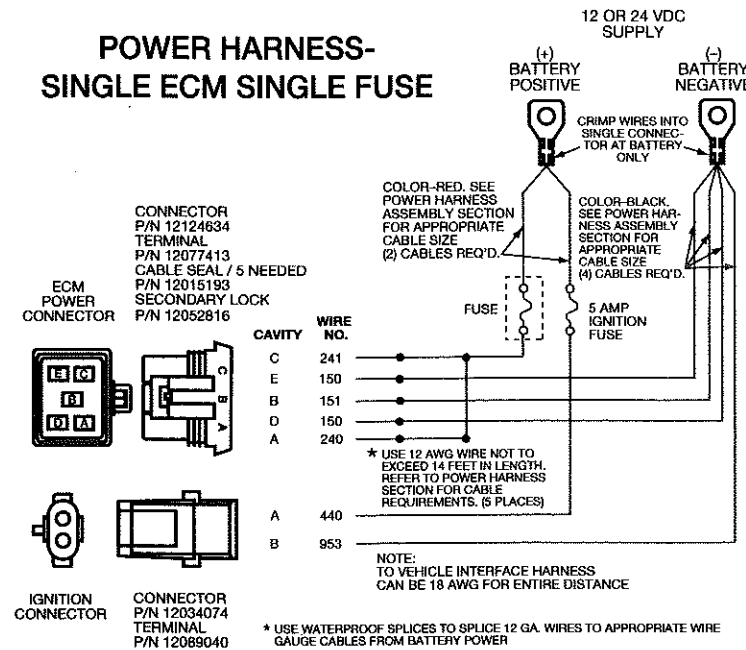 POWER HARNESS-
SINGLE ECM SINGLE FUSE
12 OR 24 VDC
SUPPLY
(+)
BATTERY
POSITIVE
(–)
BATTERY
NEGATIVE
CRIMP WIRES INTO
SINGLE CONNEC-
TOR AT BATTERY
ONLY
COLOR-RED. SEE
POWER HARNESS
ASSEMBLY SECTION
FOR APPROPRIATE
CABLE SIZE
(2) CABLES REQ'D.
COLOR-BLACK.
SEE POWER HAR-
NESS ASSEMBLY
SECTION FOR
APPROPRIATE
CABLE SIZE
(4) CABLES REQ'D.
CONNECTOR
P/N 12124634
TERMINAL
P/N 12077413
CABLE SEAL / 5 NEEDED
P/N 12015193
SECONDARY LOCK
P/N 12052816
ECM
POWER
CONNECTOR
FUSE
5 AMP
IGNITION
FUSE
CAVITY
WIRE
NO.
C 241
E 150
B 151
D 150
A 240
E C
B
D A
C
B
A
* USE 12 AWG WIRE NOT TO
EXCEED 14 FEET IN LENGTH.
REFER TO POWER HARNESS
SECTION FOR CABLE
REQUIREMENTS. (5 PLACES)
A 440
B 953
NOTE:
TO VEHICLE INTERFACE HARNESS
CAN BE 18 AWG FOR ENTIRE DISTANCE
IGNITION
CONNECTOR
CONNECTOR
P/N 12034074
TERMINAL
P/N 12089040
* USE WATERPROOF SPLICES TO SPLICE 12 GA. WIRES TO APPROPRIATE WIRE
GAUGE CABLES FROM BATTERY POWER